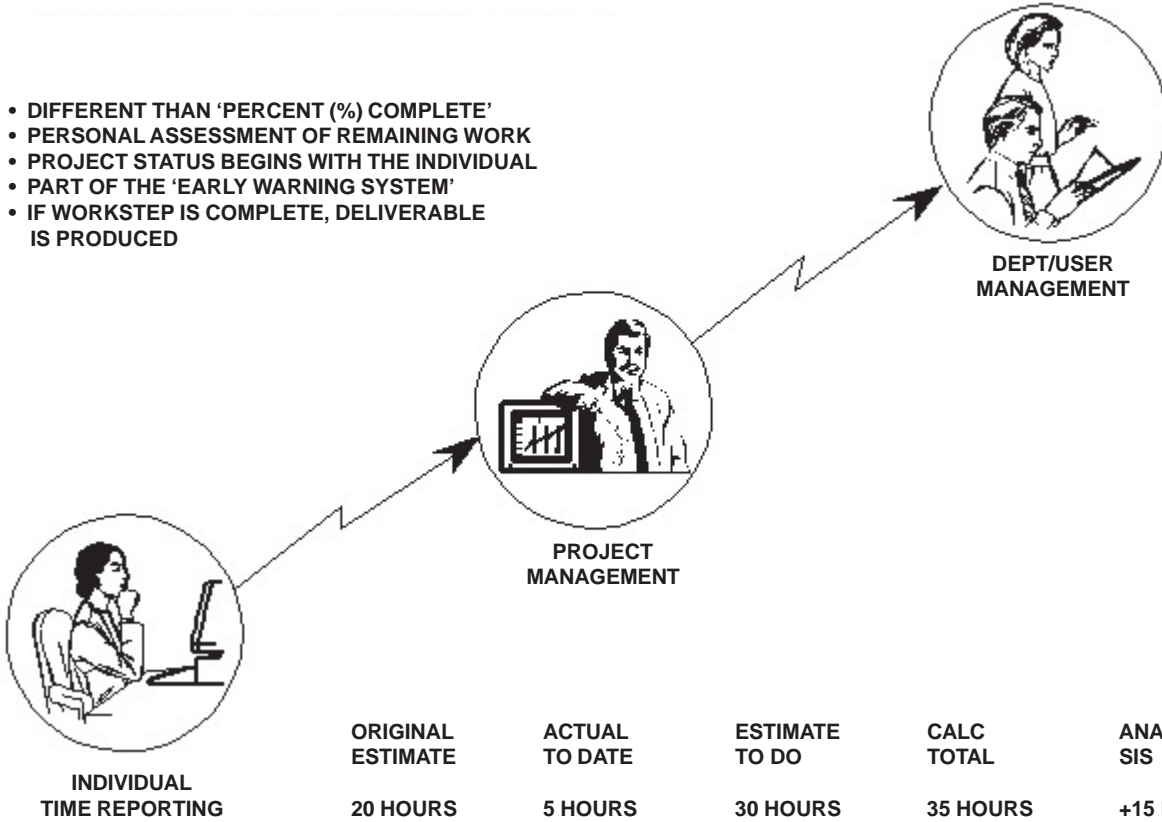 • DIFFERENT THAN ‘PERCENT (%) COMPLETE’
• PERSONAL ASSESSMENT OF REMAINING WORK
• PROJECT STATUS BEGINS WITH THE INDIVIDUAL
• PART OF THE ‘EARLY WARNING SYSTEM’
• IF WORKSTEP IS COMPLETE, DELIVERABLE
IS PRODUCED
DEPT/USER
MANAGEMENT
PROJECT
MANAGEMENT
INDIVIDUAL
TIME REPORTING
ORIGINAL ACTUAL ESTIMATE CALC ANA
ESTIMATE TO DATE TO DO TOTAL SIS
20 HOURS 5 HOURS 30 HOURS 35 HOURS +15